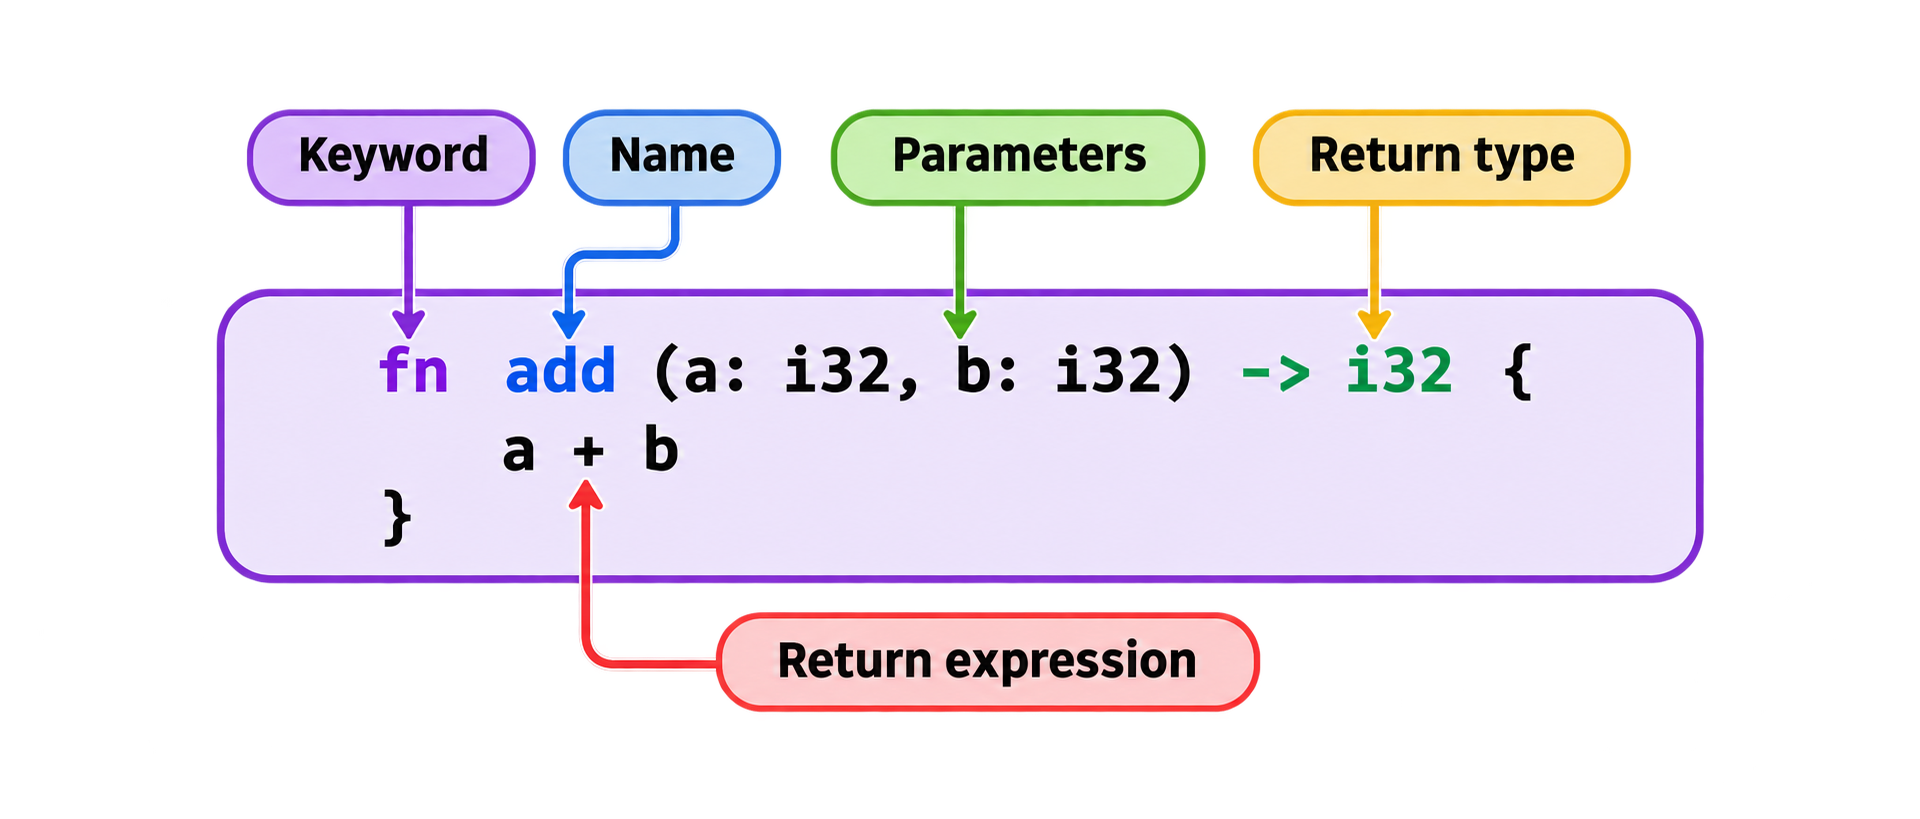 Keyword
Name
Parameters
Return type
fn add (a: i32, b: i32) -> i32 {
a + b
}
Return expression